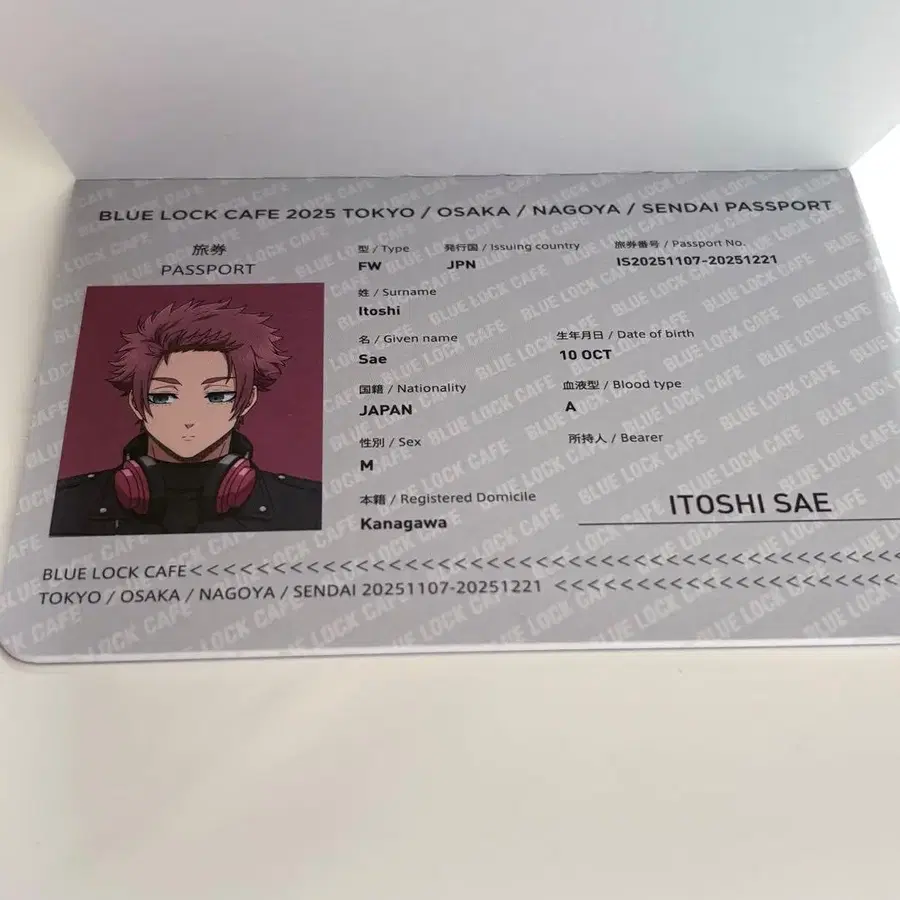 BLUE LOCK CAFE 2025 TOKYO / OSAKA / NAGOYA / SENDAI PASSPORT
旅券
PASSPORT
型 / Type
FW
発行国 / Issuing country
JPN
旅券番号 / Passport No.
IS20251107-20251221
姓 / Surname
Itoshi
名 / Given name
Sae
生年月日 / Date of birth
10 OCT
国籍 / Nationality
JAPAN
血液型 / Blood type
A
性別 / Sex
M
所持人 / Bearer
ITOSHI SAE
本籍 / Registered Domicile
Kanagawa
BLUE LOCK CAFE<<<<<<<<<<<<<<<<<<<<<<<<<<<<<<<<<<<<<<<<<<<<<<<
TOKYO / OSAKA / NAGOYA / SENDAI 20251107-20251221 <<<<<<<<<<<<<<<<<<<<<<<